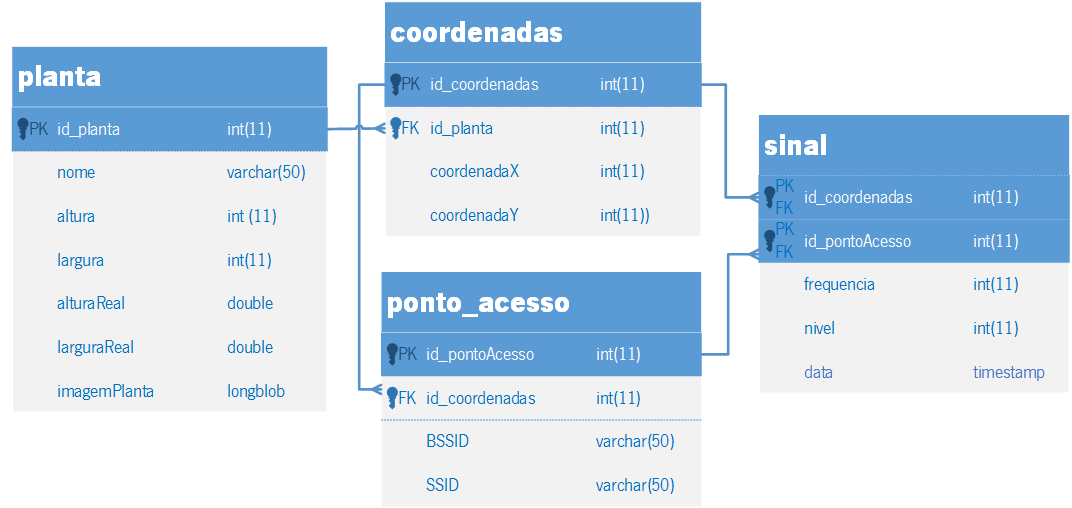 planta
PK id_planta int(11)
nome varchar(50)
altura int (11)
largura int(11)
alturaReal double
larguraReal double
imagemPlanta longblob
coordenadas
PK id_coordenadas int(11)
FK id_planta int(11)
coordenadaX int(11)
coordenadaY int(11))
ponto_acesso
PK id_pontoAcesso int(11)
FK id_coordenadas int(11)
BSSID varchar(50)
SSID varchar(50)
sinal
PK
FK id_coordenadas int(11)
PK
FK id_pontoAcesso int(11)
frequencia int(11)
nivel int(11)
data timestamp